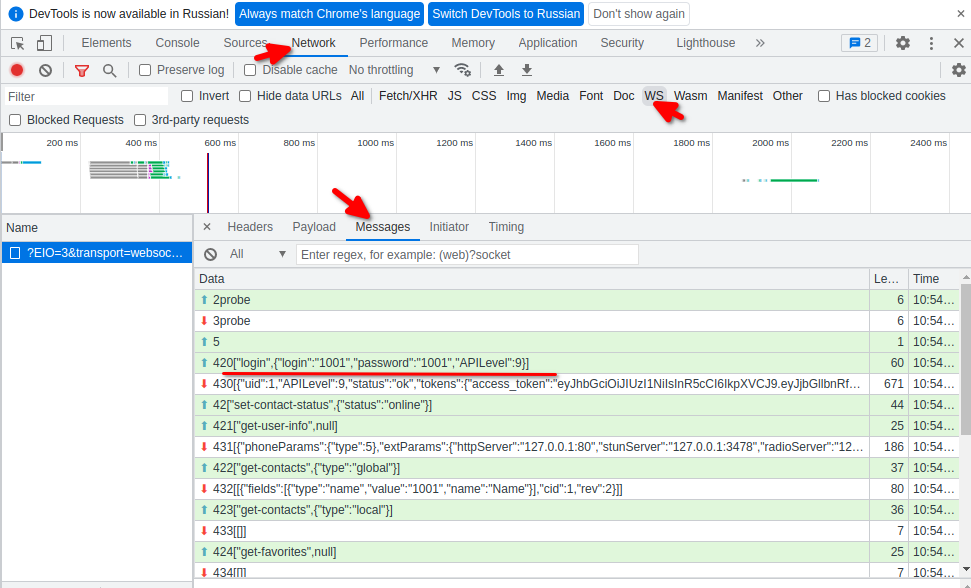 DevTools is now available in Russian! Always match Chrome's language Switch DevTools to Russian Don't show again
Elements Console Sources Network Performance Memory Application Security Lighthouse 2
Preserve log Disable cache No throttling
Filter Invert Hide data URLs All Fetch/XHR JS CSS Img Media Font Doc WS Wasm Manifest Other Has blocked cookies
Blocked Requests 3rd-party requests
200 ms 400 ms 600 ms 800 ms 1000 ms 1200 ms 1400 ms 1600 ms 1800 ms 2000 ms 2200 ms 2400 ms
Name
?EIO=3&transport=websoc…
Headers Payload Messages Initiator Timing
All Enter regex, for example: (web)?socket
Data Le… Time
2probe 6 10:54…
3probe 6 10:54…
5 1 10:54…
420["login",{"login":"1001","password":"1001","APILevel":9}] 60 10:54…
430[{"uid":1,"APILevel":9,"status":"ok","tokens":{"access_token":"eyJhbGciOiJIUzI1NiIsInR5cCI6IkpXVCJ9.eyJjbGllbnRf… 671 10:54…
42["set-contact-status",{"status":"online"}] 44 10:54…
421["get-user-info",null] 25 10:54…
431[{"phoneParams":{"type":5},"extParams":{"httpServer":"127.0.0.1:80","stunServer":"127.0.0.1:3478","radioServer":"12… 186 10:54…
422["get-contacts",{"type":"global"}] 37 10:54…
432[[{"fields":[{"type":"name","value":"1001","name":"Name"}],"cid":1,"rev":2}]] 80 10:54…
423["get-contacts",{"type":"local"}] 36 10:54…
433[[]] 7 10:54…
424["get-favorites",null] 25 10:54…
434[[]] 7 10:54…